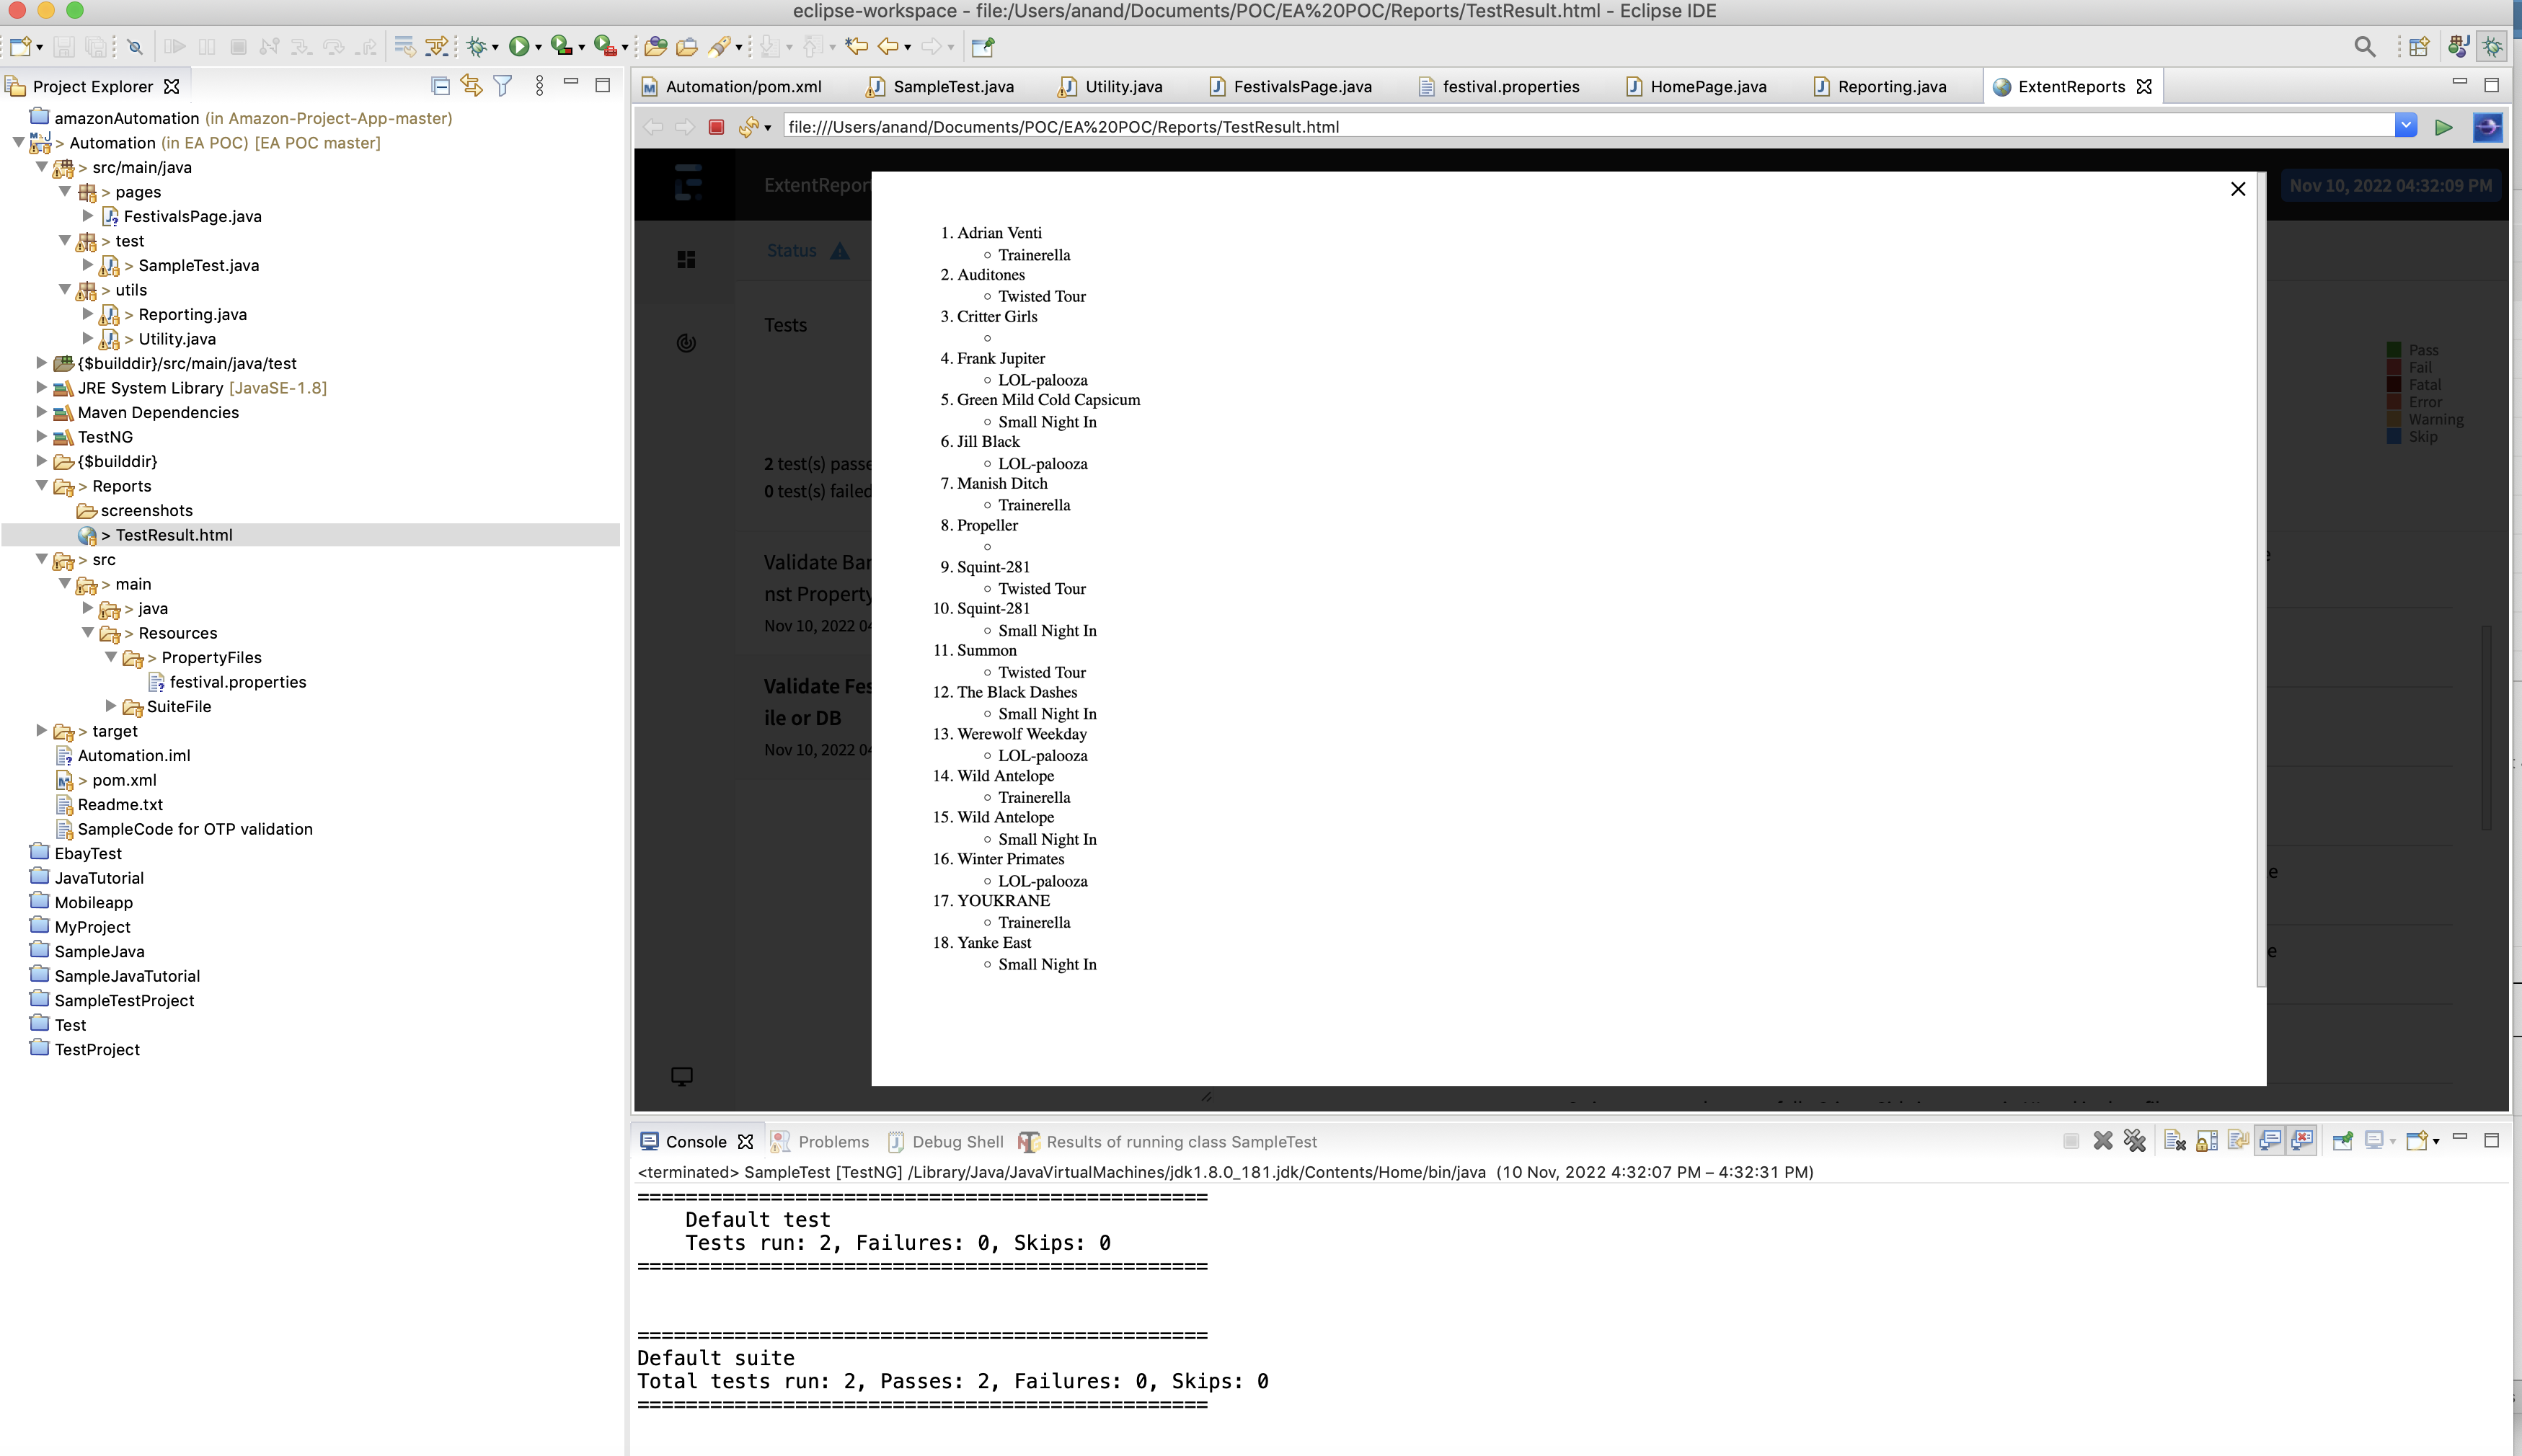 eclipse-workspace - file:/Users/anand/Documents/POC/EA%20POC/Reports/TestResult.html - Eclipse IDE
Project Explorer
amazonAutomation (in Amazon-Project-App-master)
> Automation (in EA POC) [EA POC master]
> src/main/java
> pages
FestivalsPage.java
> test
> SampleTest.java
> utils
> Reporting.java
> Utility.java
{$builddir}/src/main/java/test
JRE System Library [JavaSE-1.8]
Maven Dependencies
TestNG
{$builddir}
> Reports
screenshots
> TestResult.html
> src
> main
> java
> Resources
> PropertyFiles
festival.properties
SuiteFile
> target
Automation.iml
> pom.xml
Readme.txt
SampleCode for OTP validation
EbayTest
JavaTutorial
Mobileapp
MyProject
SampleJava
SampleJavaTutorial
SampleTestProject
Test
TestProject
Automation/pom.xml SampleTest.java Utility.java FestivalsPage.java festival.properties HomePage.java Reporting.java ExtentReports
file:///Users/anand/Documents/POC/EA%20POC/Reports/TestResult.html
ExtentRepor
Nov 10, 2022 04:32:09 PM
Status
Tests
2 test(s) passe
0 test(s) failed
Validate Bar
nst Property
Nov 10, 2022 04
Validate Fes
ile or DB
Nov 10, 2022 04
1. Adrian Venti
Trainerella
2. Auditones
Twisted Tour
3. Critter Girls
4. Frank Jupiter
LOL-palooza
5. Green Mild Cold Capsicum
Small Night In
6. Jill Black
LOL-palooza
7. Manish Ditch
Trainerella
8. Propeller
9. Squint-281
Twisted Tour
10. Squint-281
Small Night In
11. Summon
Twisted Tour
12. The Black Dashes
Small Night In
13. Werewolf Weekday
LOL-palooza
14. Wild Antelope
Trainerella
15. Wild Antelope
Small Night In
16. Winter Primates
LOL-palooza
17. YOUKRANE
Trainerella
18. Yanke East
Small Night In
Pass
Fail
Fatal
Error
Warning
Skip
Console Problems Debug Shell Results of running class SampleTest
<terminated> SampleTest [TestNG] /Library/Java/JavaVirtualMachines/jdk1.8.0_181.jdk/Contents/Home/bin/java (10 Nov, 2022 4:32:07 PM – 4:32:31 PM)
===============================================
Default test
Tests run: 2, Failures: 0, Skips: 0
===============================================
===============================================
Default suite
Total tests run: 2, Passes: 2, Failures: 0, Skips: 0
===============================================